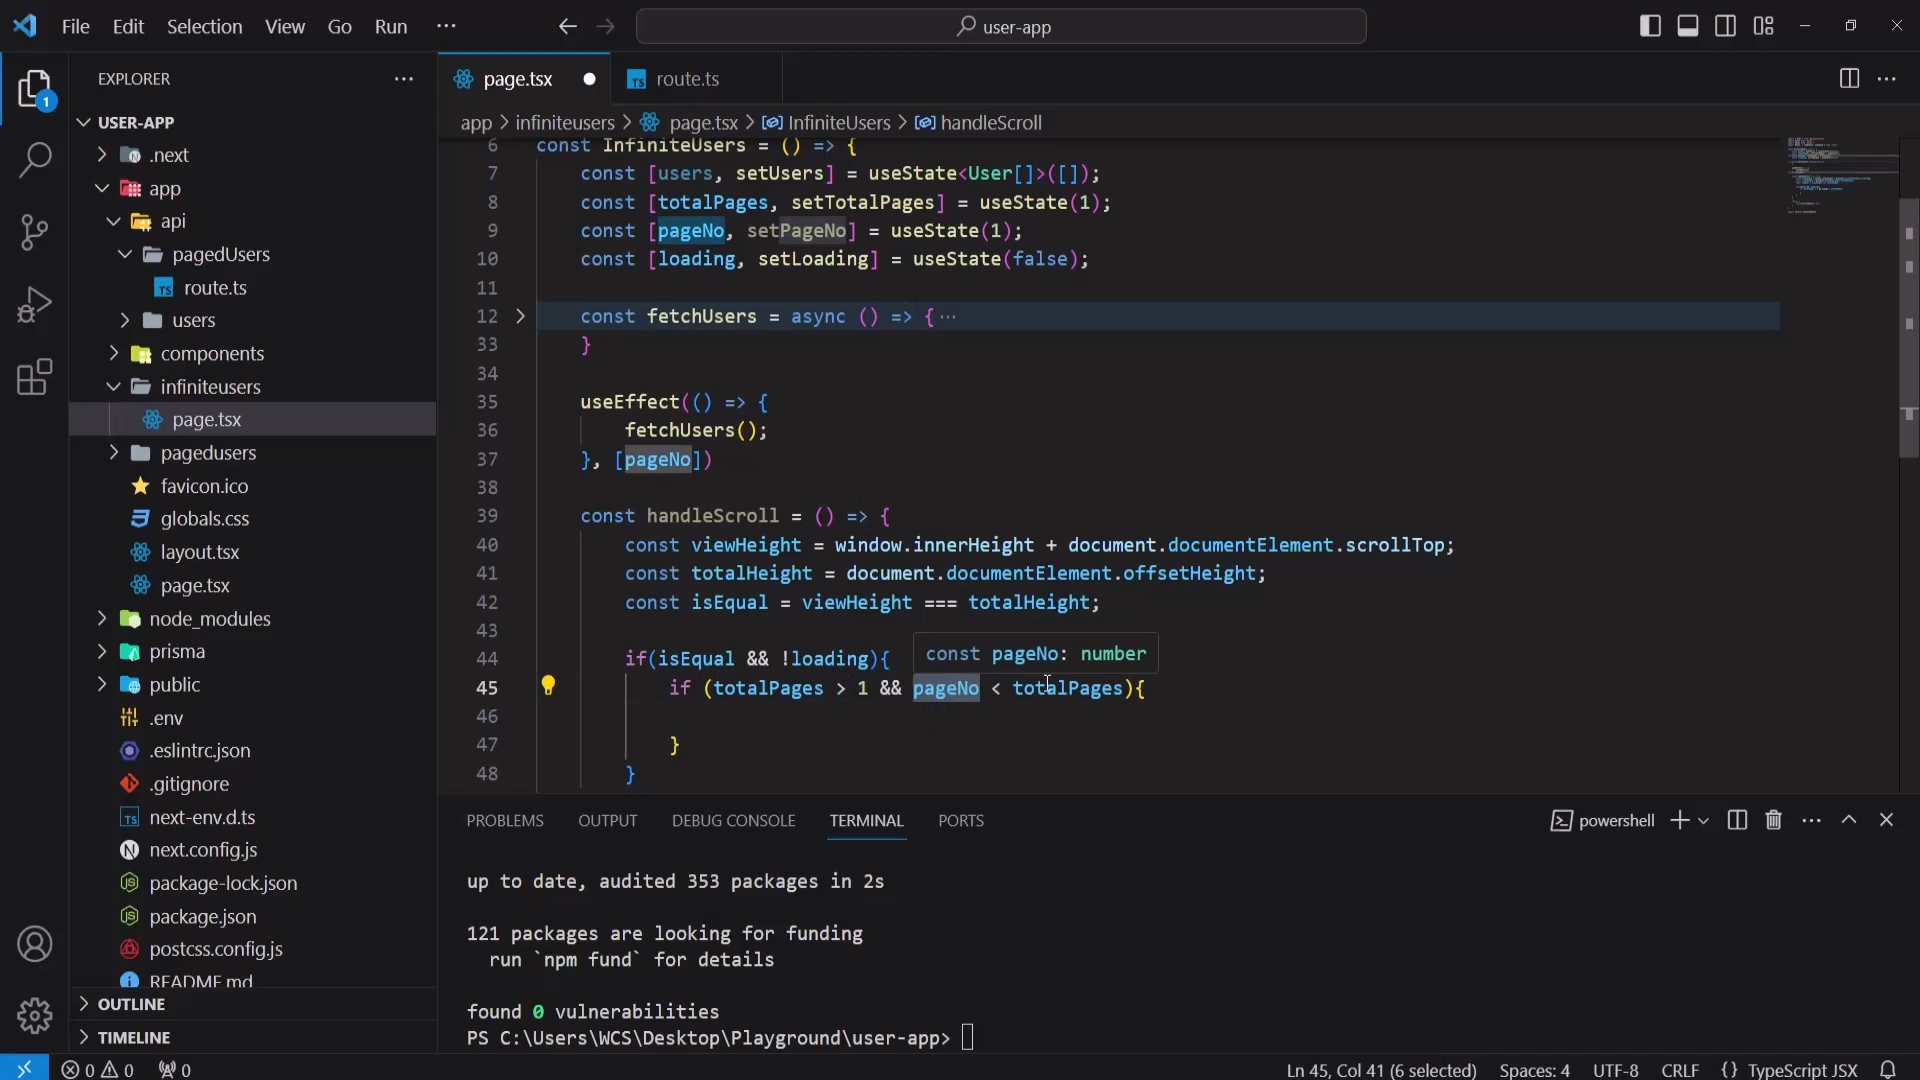 File Edit Selection View Go Run ···
user-app
EXPLORER
USER-APP
.next
app
api
pagedUsers
route.ts
users
components
infiniteusers
page.tsx
pagedusers
favicon.ico
globals.css
layout.tsx
page.tsx
node_modules
prisma
public
.env
.eslintrc.json
.gitignore
next-env.d.ts
next.config.js
package-lock.json
package.json
postcss.config.js
README.md
OUTLINE
TIMELINE
page.tsx route.ts
app > infiniteusers > page.tsx > InfiniteUsers > handleScroll
6 const InfiniteUsers = () => {
7 const [users, setUsers] = useState<User[]>([]);
8 const [totalPages, setTotalPages] = useState(1);
9 const [pageNo, setPageNo] = useState(1);
10 const [loading, setLoading] = useState(false);
11
12 const fetchUsers = async () => { ···
33 }
34
35 useEffect(() => {
36 fetchUsers();
37 }, [pageNo])
38
39 const handleScroll = () => {
40 const viewHeight = window.innerHeight + document.documentElement.scrollTop;
41 const totalHeight = document.documentElement.offsetHeight;
42 const isEqual = viewHeight === totalHeight;
43
44 if(isEqual && !loading){
const pageNo: number
45 if (totalPages > 1 && pageNo < totalPages){
46
47 }
48 }
PROBLEMS OUTPUT DEBUG CONSOLE TERMINAL PORTS
powershell
up to date, audited 353 packages in 2s
121 packages are looking for funding
run `npm fund` for details
found 0 vulnerabilities
PS C:\Users\WCS\Desktop\Playground\user-app>
0 0 0
Ln 45, Col 41 (6 selected) Spaces: 4 UTF-8 CRLF {} TypeScript JSX